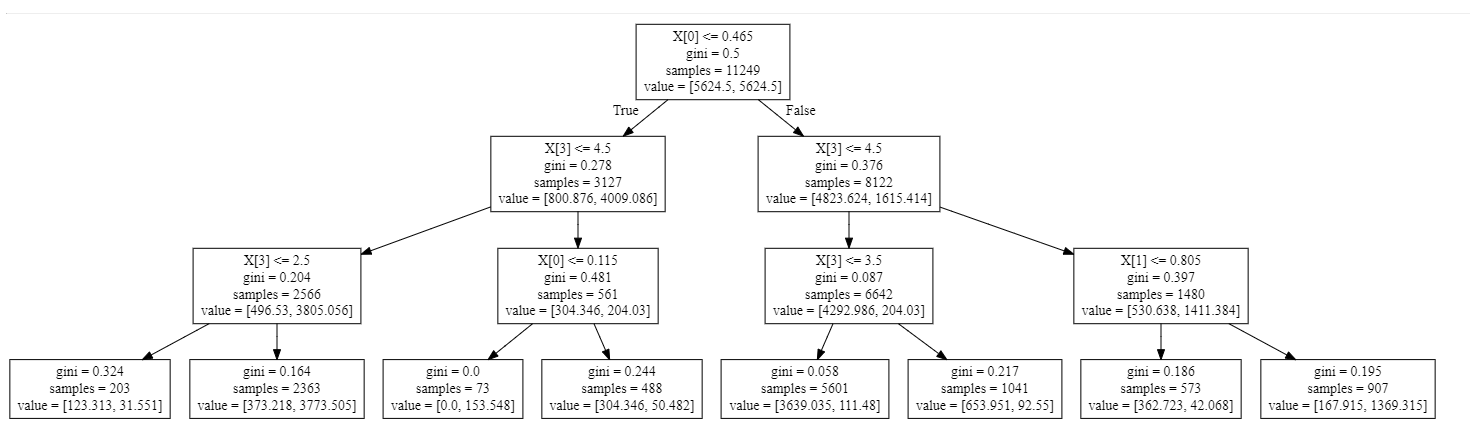 X[0] <= 0.465
gini = 0.5
samples = 11249
value = [5624.5, 5624.5]
True
False
X[3] <= 4.5
gini = 0.278
samples = 3127
value = [800.876, 4009.086]
X[3] <= 4.5
gini = 0.376
samples = 8122
value = [4823.624, 1615.414]
X[3] <= 2.5
gini = 0.204
samples = 2566
value = [496.53, 3805.056]
X[0] <= 0.115
gini = 0.481
samples = 561
value = [304.346, 204.03]
X[3] <= 3.5
gini = 0.087
samples = 6642
value = [4292.986, 204.03]
X[1] <= 0.805
gini = 0.397
samples = 1480
value = [530.638, 1411.384]
gini = 0.324
samples = 203
value = [123.313, 31.551]
gini = 0.164
samples = 2363
value = [373.218, 3773.505]
gini = 0.0
samples = 73
value = [0.0, 153.548]
gini = 0.244
samples = 488
value = [304.346, 50.482]
gini = 0.058
samples = 5601
value = [3639.035, 111.48]
gini = 0.217
samples = 1041
value = [653.951, 92.55]
gini = 0.186
samples = 573
value = [362.723, 42.068]
gini = 0.195
samples = 907
value = [167.915, 1369.315]